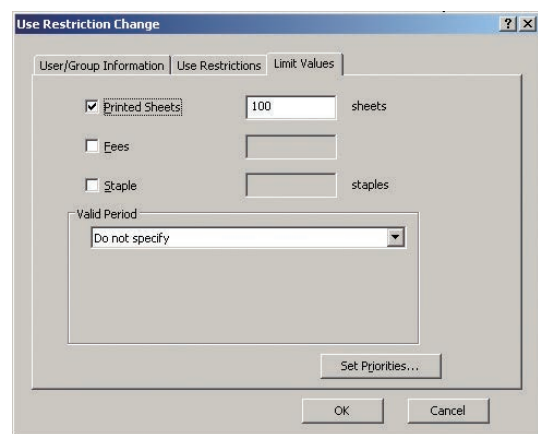 Use Restriction Change
User/Group Information Use Restrictions Limit Values
Printed Sheets 100 sheets
Fees
Staple staples
Valid Period
Do not specify
Set Priorities...
OK Cancel